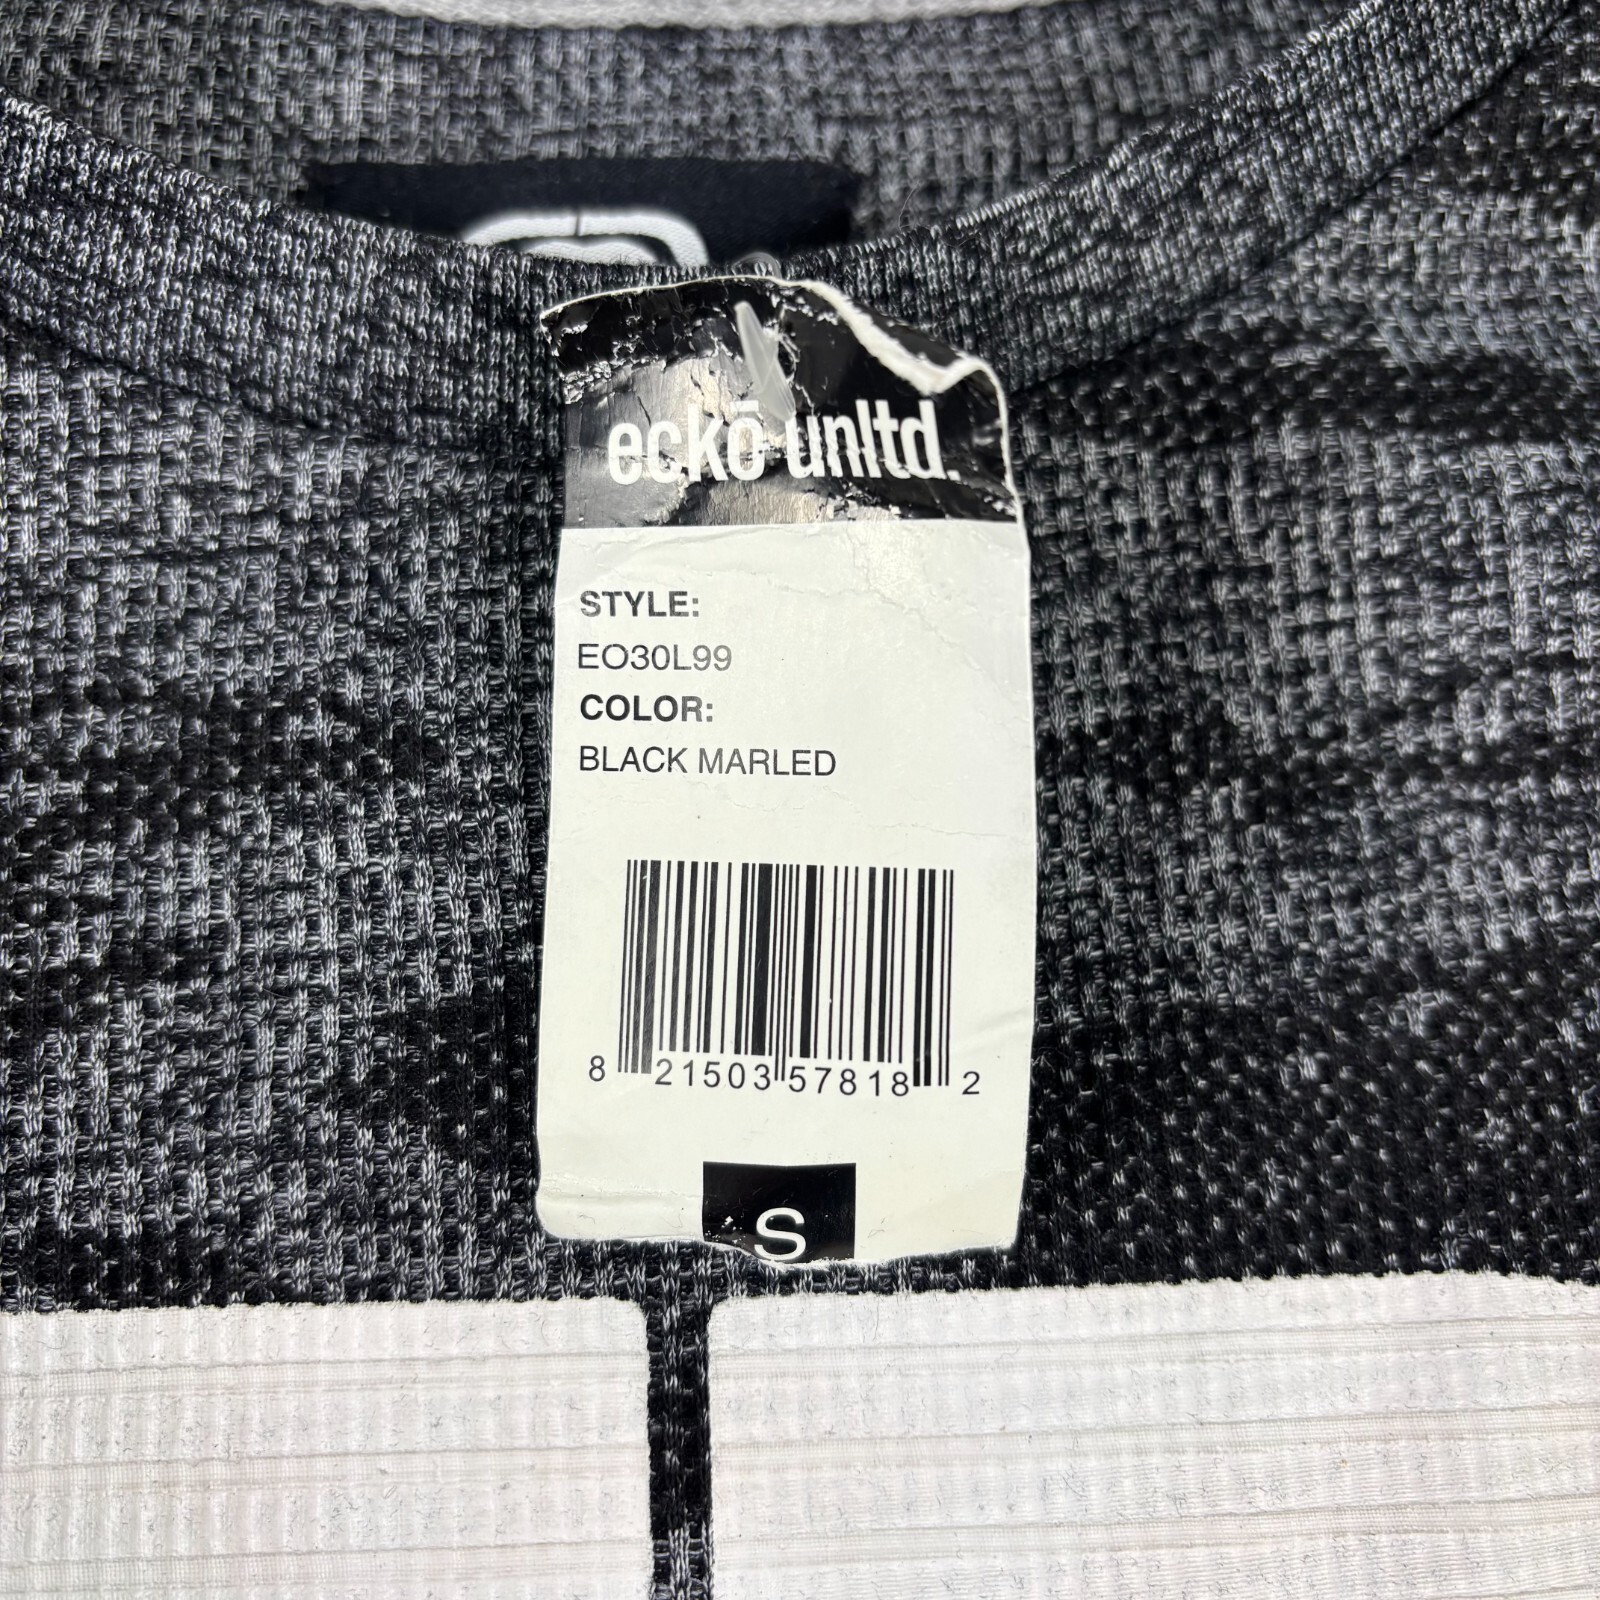 eckō unltd.
STYLE:
EO30L99
COLOR:
BLACK MARLED
8 21503 57818 2
S